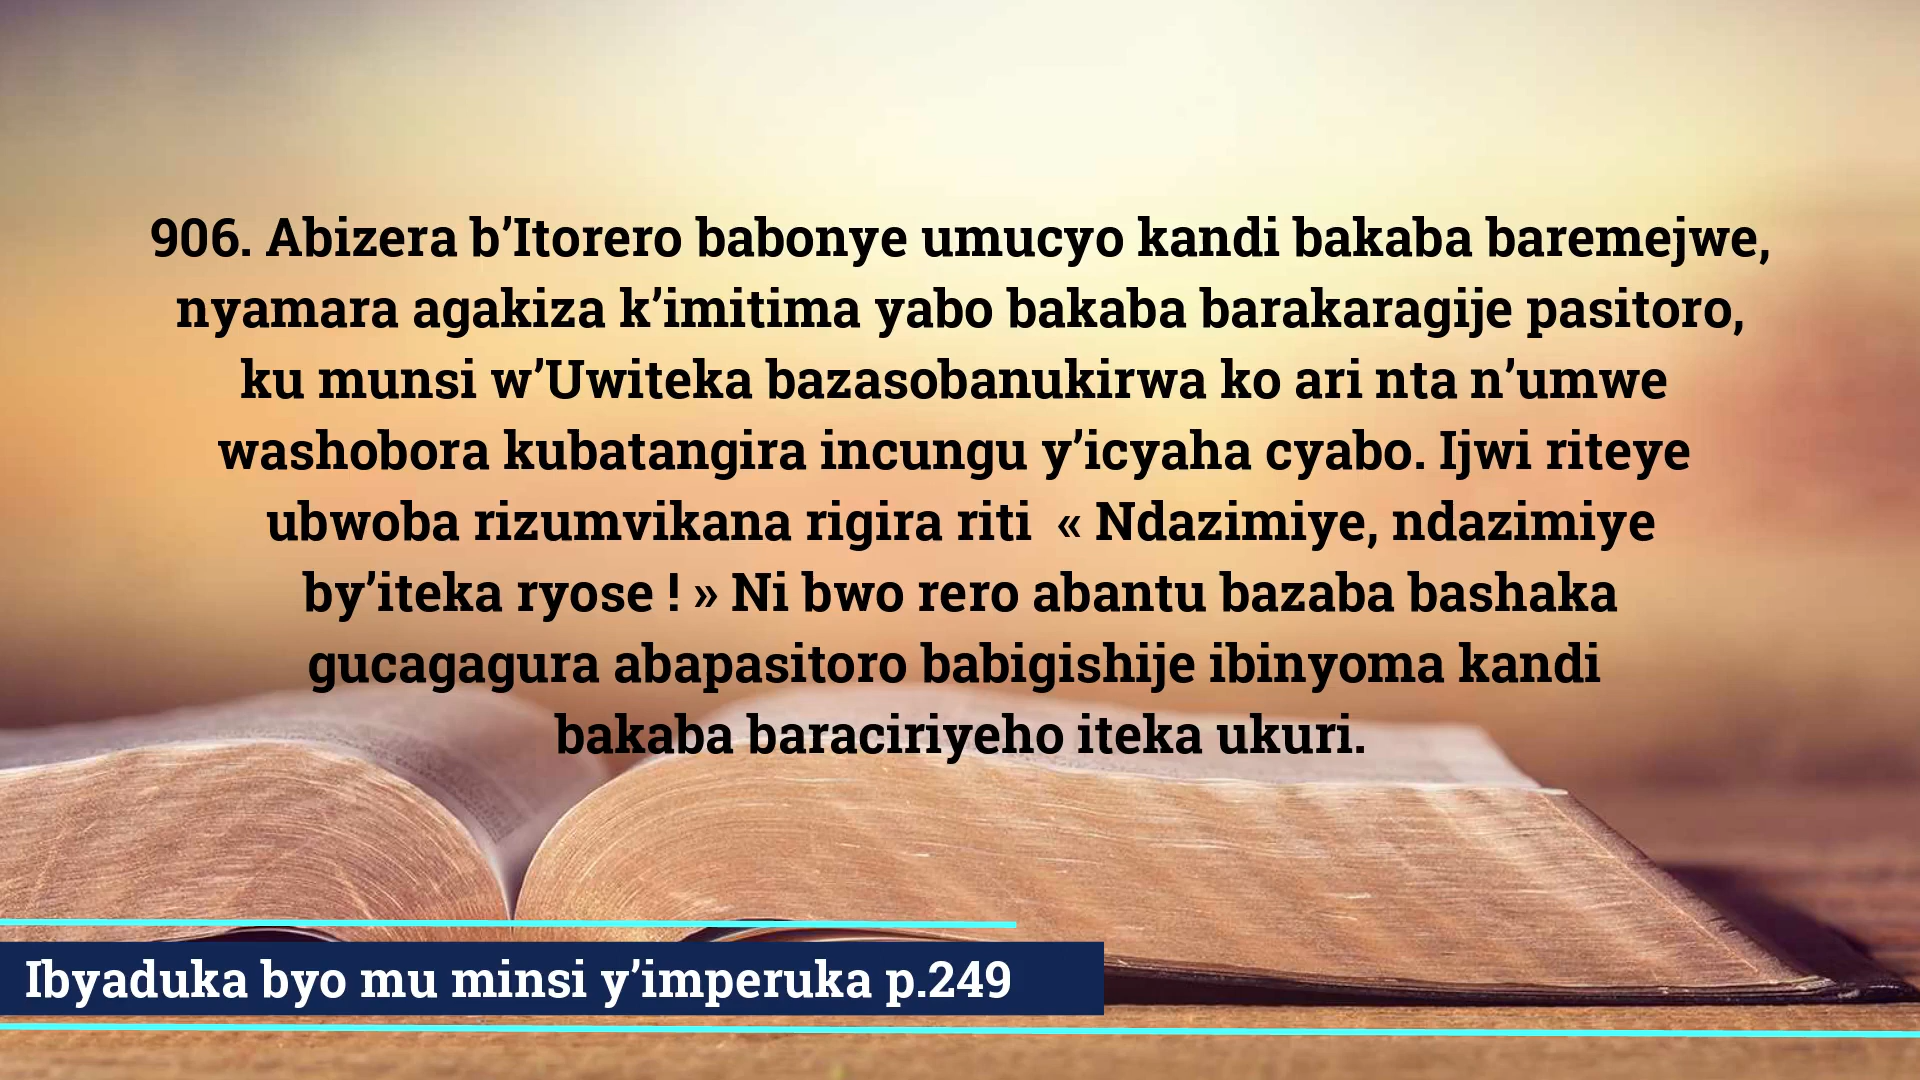 906. Abizera b’Itorero babonye umucyo kandi bakaba baremejwe,
nyamara agakiza k’imitima yabo bakaba barakaragije pasitoro,
ku munsi w’Uwiteka bazasobanukirwa ko ari nta n’umwe
washobora kubatangira incungu y’icyaha cyabo. Ijwi riteye
ubwoba rizumvikana rigira riti « Ndazimiye, ndazimiye
by’iteka ryose ! » Ni bwo rero abantu bazaba bashaka
gucagagura abapasitoro babigishije ibinyoma kandi
bakaba baraciriyeho iteka ukuri.
Ibyaduka byo mu minsi y’imperuka p.249